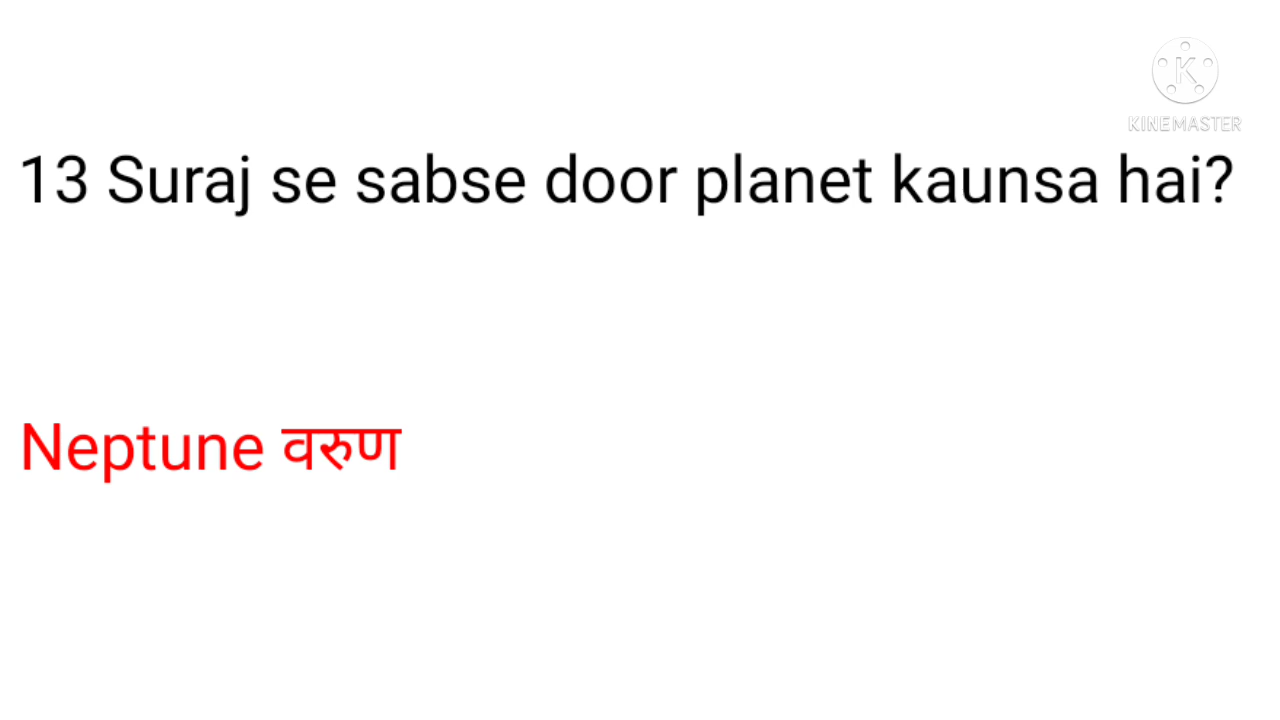 KINEMASTER
13 Suraj se sabse door planet kaunsa hai?
Neptune वरुण